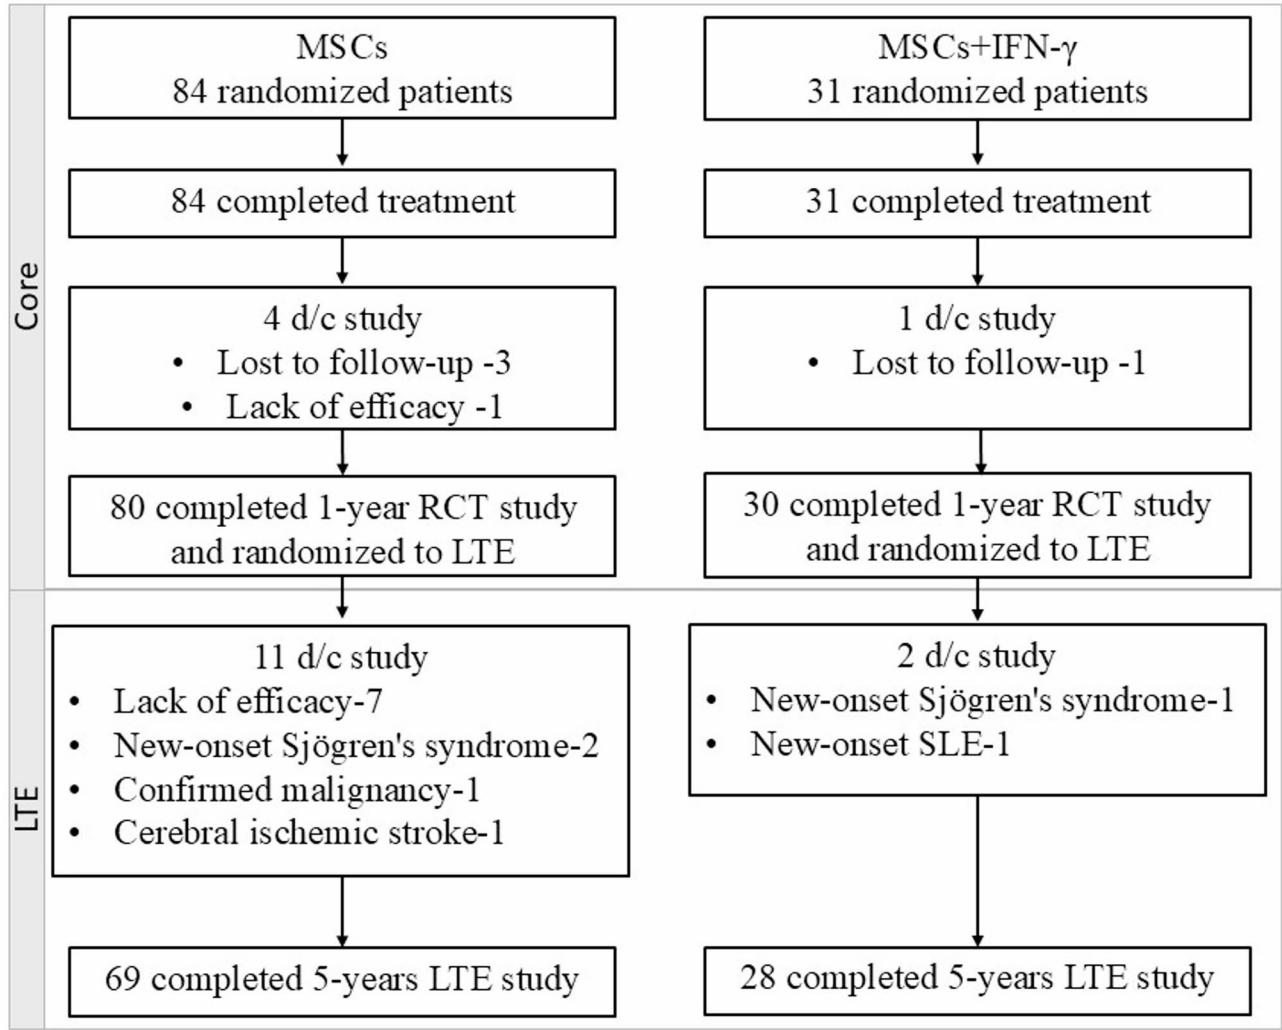 Core
MSCs
84 randomized patients
84 completed treatment
4 d/c study
• Lost to follow-up -3
• Lack of efficacy -1
80 completed 1-year RCT study
and randomized to LTE
MSCs+IFN-γ
31 randomized patients
31 completed treatment
1 d/c study
• Lost to follow-up -1
30 completed 1-year RCT study
and randomized to LTE
LTE
11 d/c study
• Lack of efficacy-7
• New-onset Sjögren's syndrome-2
• Confirmed malignancy-1
• Cerebral ischemic stroke-1
69 completed 5-years LTE study
2 d/c study
• New-onset Sjögren's syndrome-1
• New-onset SLE-1
28 completed 5-years LTE study